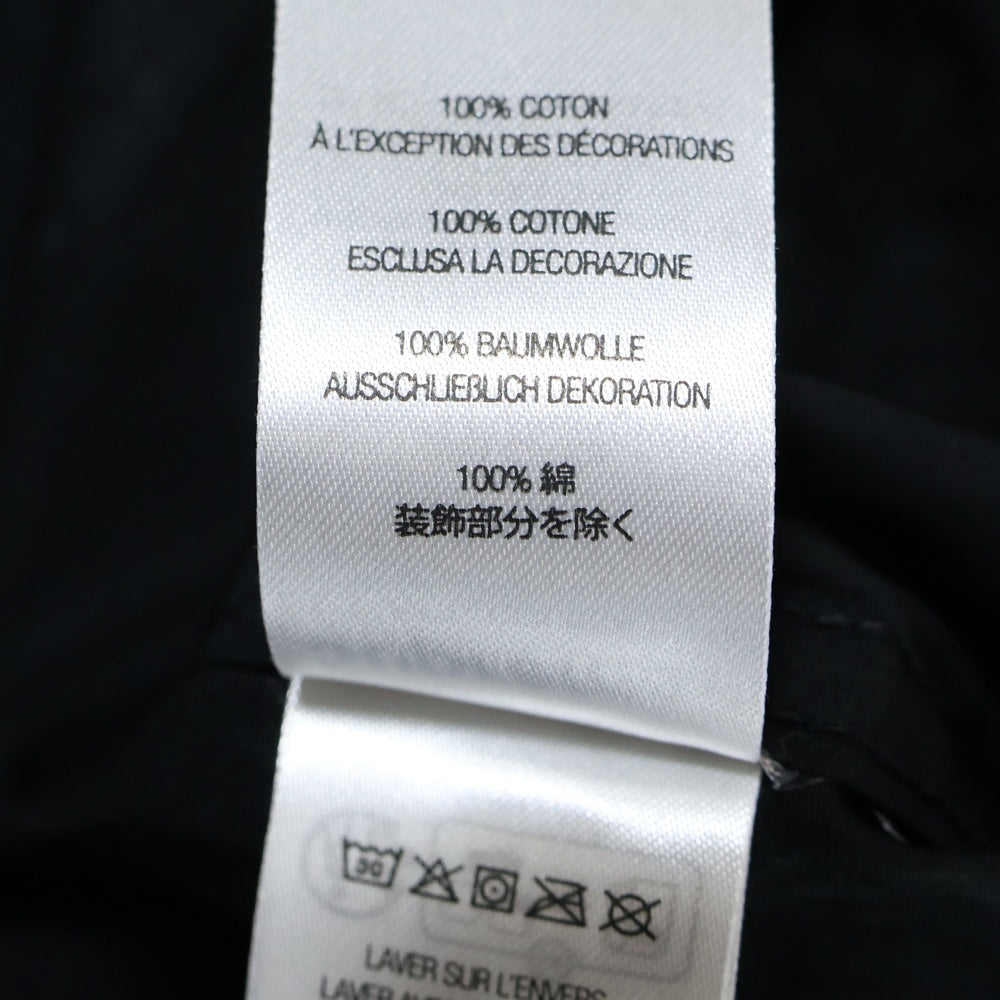 100% COTON
À L'EXCEPTION DES DÉCORATIONS
100% COTONE
ESCLUSA LA DECORAZIONE
100% BAUMWOLLE
AUSSCHLIEßLICH DEKORATION
100% 綿
装飾部分を除く
30
LAVER SUR L'ENVERS
LAVER